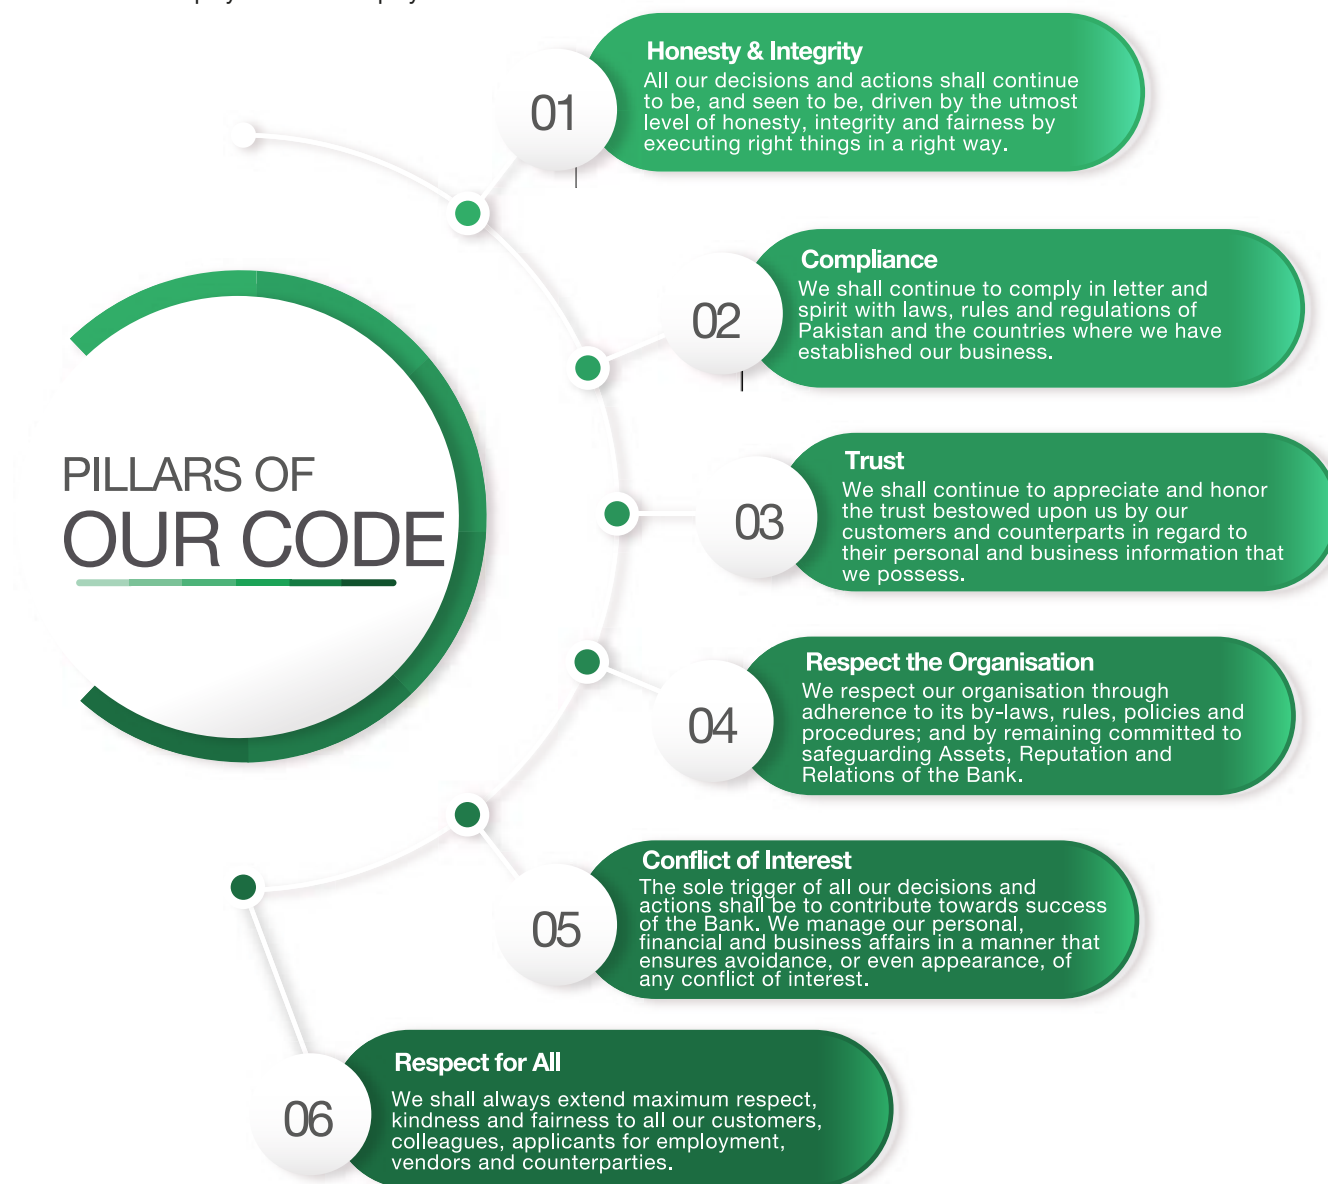 PILLARS OF
OUR CODE
01
Honesty & Integrity
All our decisions and actions shall continue
to be, and seen to be, driven by the utmost
level of honesty, integrity and fairness by
executing right things in a right way.
02
Compliance
We shall continue to comply in letter and
spirit with laws, rules and regulations of
Pakistan and the countries where we have
established our business.
03
Trust
We shall continue to appreciate and honor
the trust bestowed upon us by our
customers and counterparts in regard to
their personal and business information that
we possess.
04
Respect the Organisation
We respect our organisation through
adherence to its by-laws, rules, policies and
procedures; and by remaining committed to
safeguarding Assets, Reputation and
Relations of the Bank.
05
Conflict of Interest
The sole trigger of all our decisions and
actions shall be to contribute towards success
of the Bank. We manage our personal,
financial and business affairs in a manner that
ensures avoidance, or even appearance, of
any conflict of interest.
06
Respect for All
We shall always extend maximum respect,
kindness and fairness to all our customers,
colleagues, applicants for employment,
vendors and counterparties.